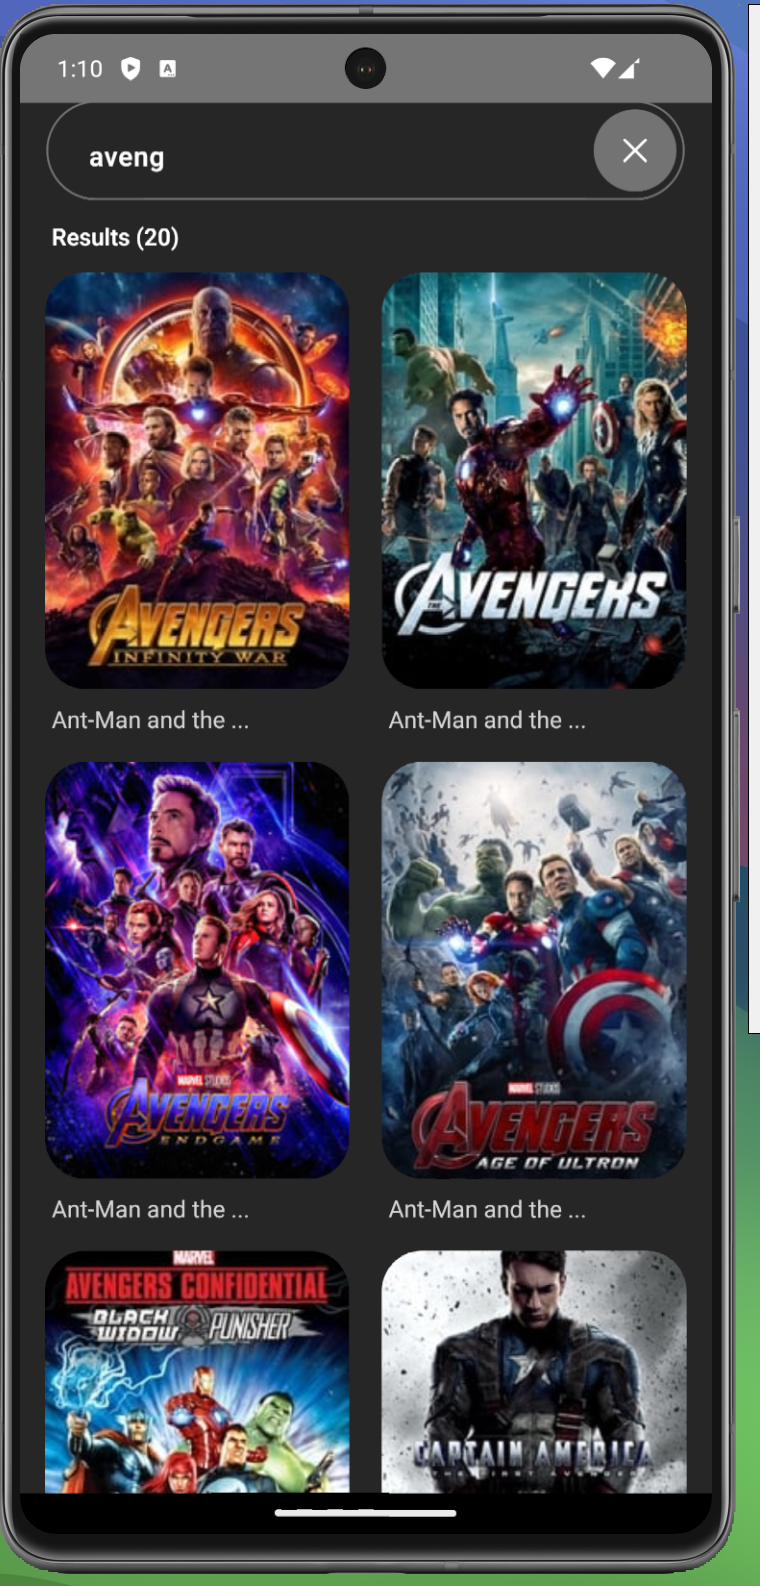 1:10
aveng
Results (20)
AVENGERS
INFINITY WAR
THE AVENGERS
Ant-Man and the ...
Ant-Man and the ...
MARVEL STUDIOS
AVENGERS
ENDGAME
MARVEL STUDIOS
AVENGERS
AGE OF ULTRON
Ant-Man and the ...
Ant-Man and the ...
MARVEL
AVENGERS CONFIDENTIAL
BLACK WIDOW PUNISHER
CAPTAIN AMERICA
THE FIRST AVENGER